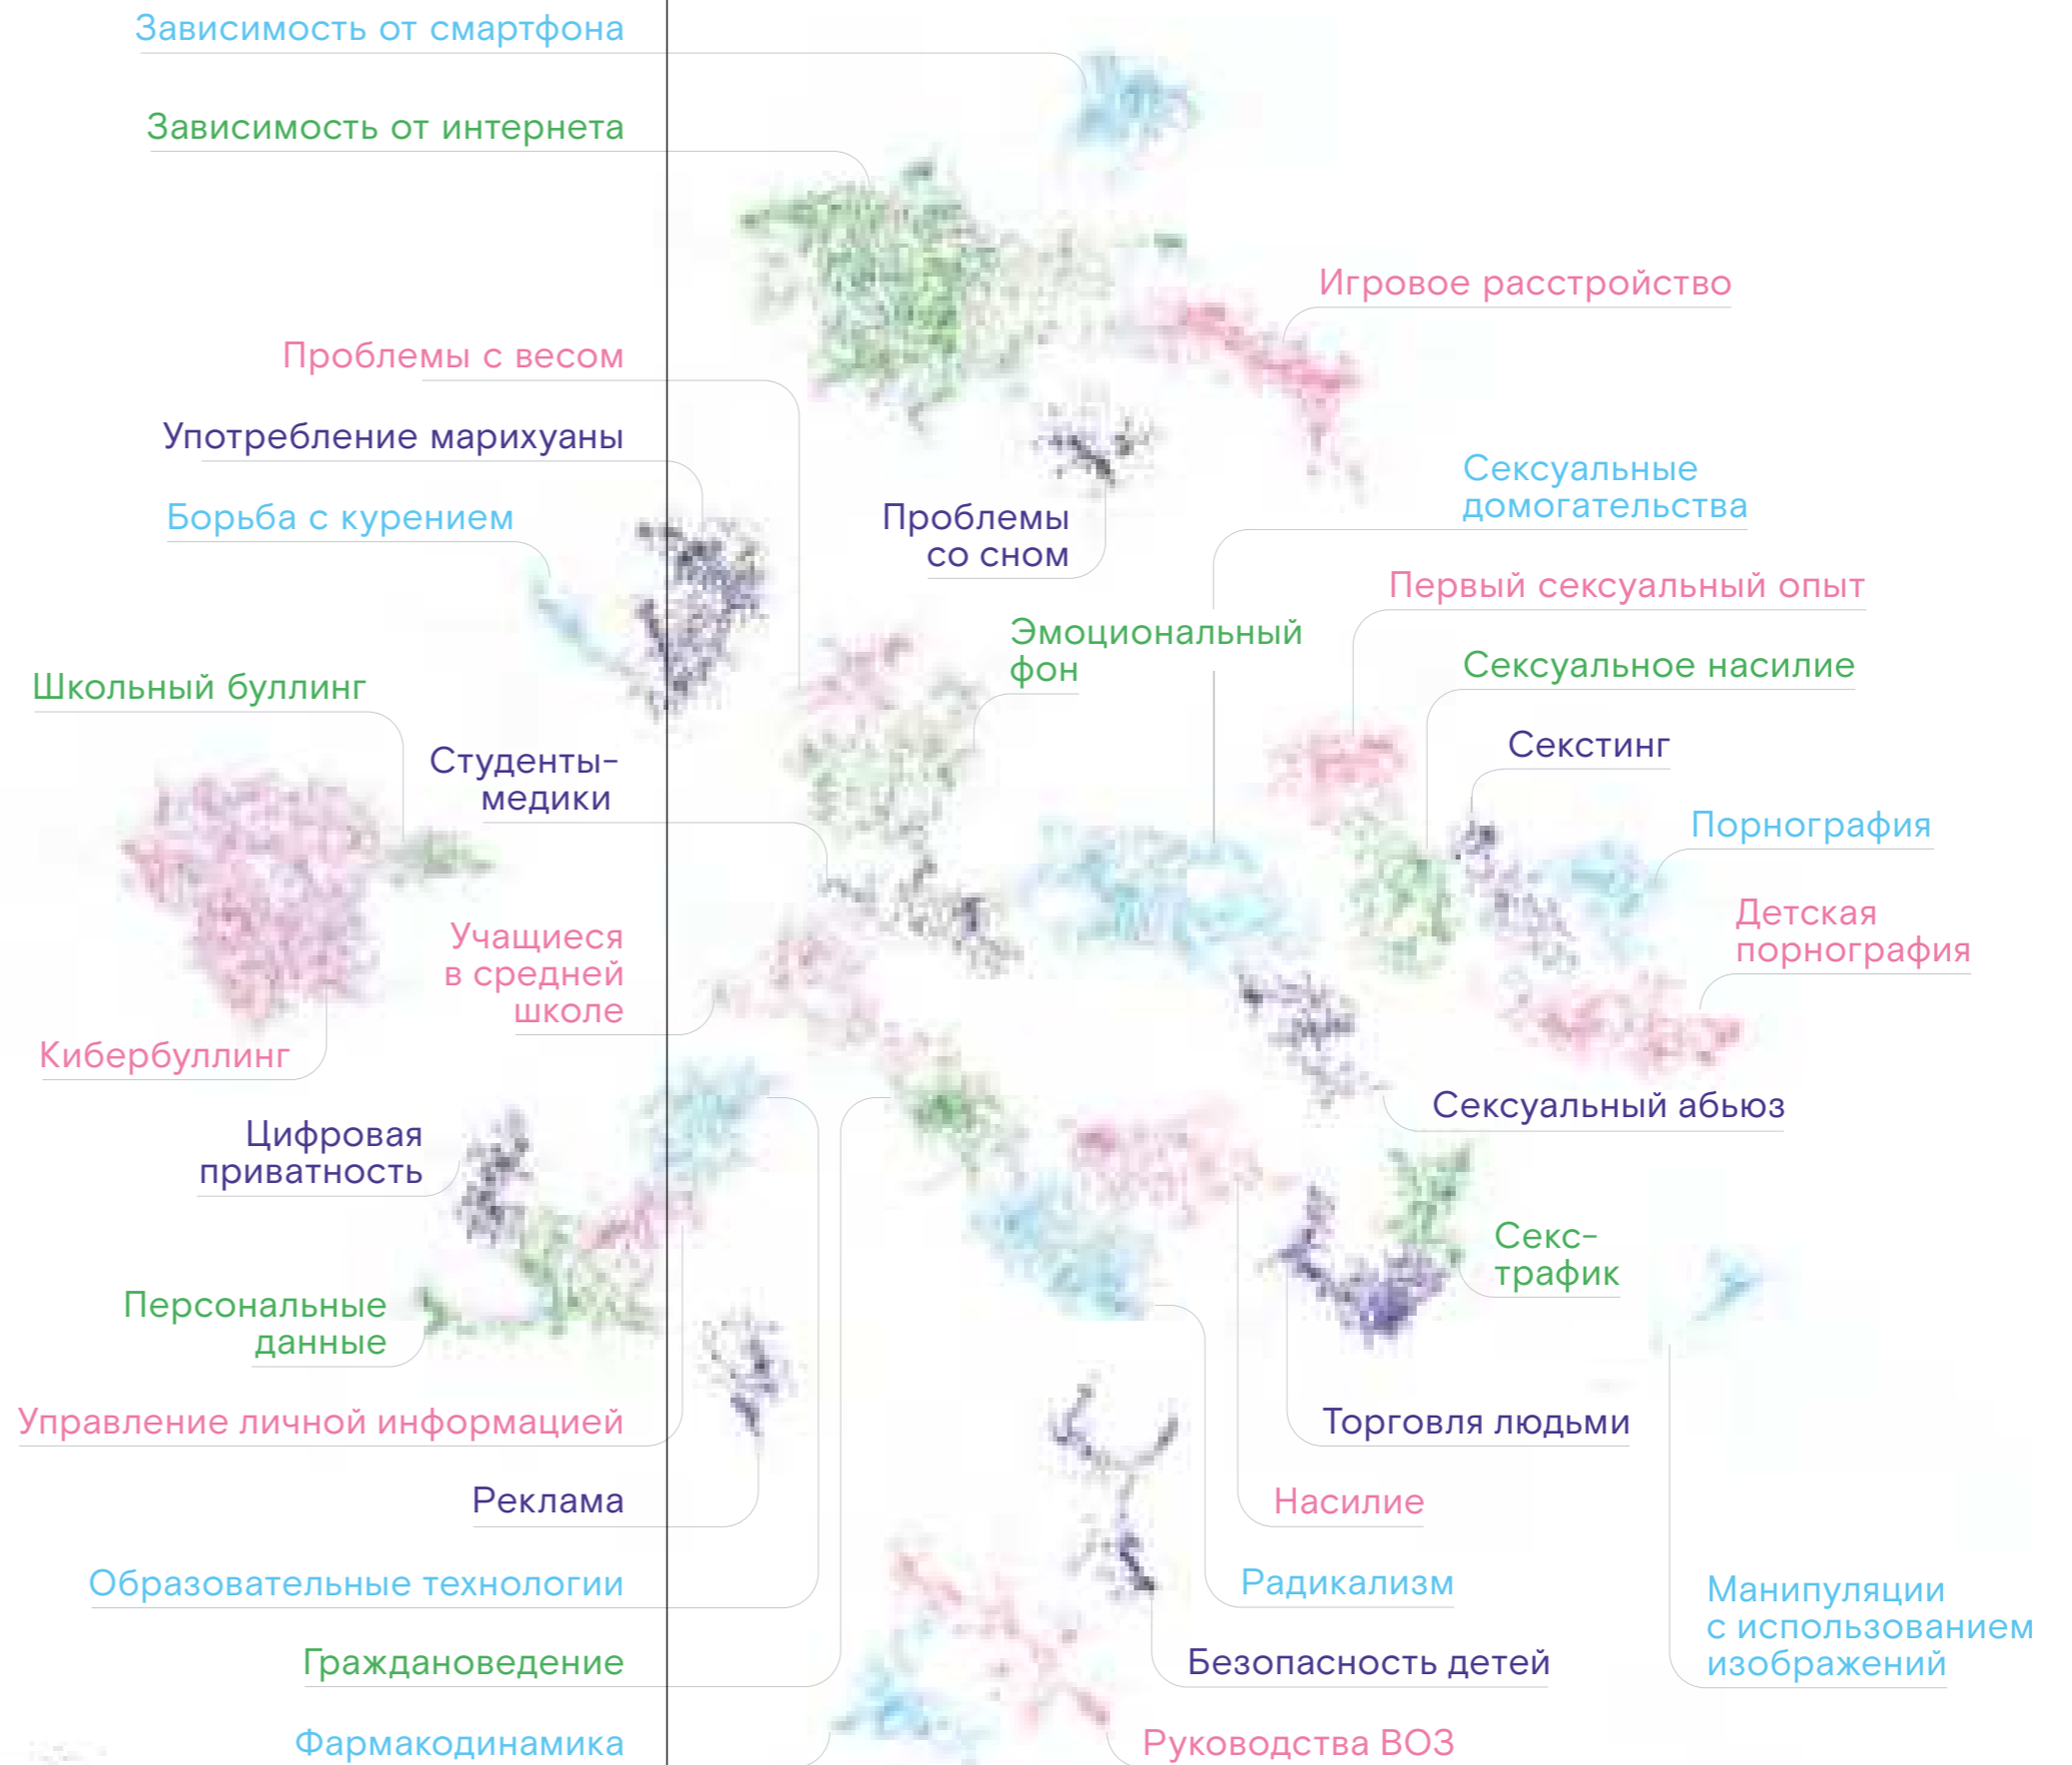 Зависимость от смартфона
Зависимость от интернета
Игровое расстройство
Проблемы с весом
Употребление марихуаны
Борьба с курением
Проблемы
со сном
Сексуальные
домогательства
Первый сексуальный опыт
Эмоциональный
фон
Сексуальное насилие
Школьный буллинг
Студенты-
медики
Секстинг
Порнография
Детская
порнография
Учащиеся
в средней
школе
Кибербуллинг
Сексуальный абьюз
Цифровая
приватность
Секс-
трафик
Персональные
данные
Управление личной информацией
Торговля людьми
Реклама
Насилие
Образовательные технологии
Радикализм
Манипуляции
с использованием
изображений
Граждановедение
Безопасность детей
Фармакодинамика
Руководства ВОЗ